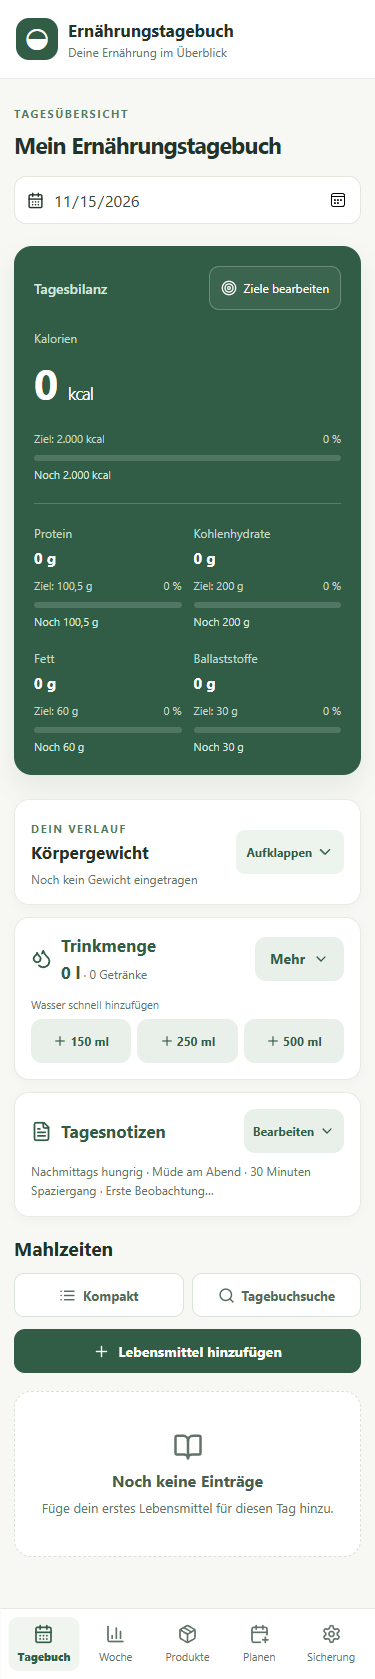 Ernährungstagebuch
Deine Ernährung im Überblick
TAGESÜBERSICHT
Mein Ernährungstagebuch
11/15/2026
Tagesbilanz
Ziele bearbeiten
Kalorien
0 kcal
Ziel: 2.000 kcal 0 %
Noch 2.000 kcal
Protein Kohlenhydrate
0 g 0 g
Ziel: 100,5 g 0 % Ziel: 200 g 0 %
Noch 100,5 g Noch 200 g
Fett Ballaststoffe
0 g 0 g
Ziel: 60 g 0 % Ziel: 30 g 0 %
Noch 60 g Noch 30 g
DEIN VERLAUF
Körpergewicht
Aufklappen
Noch kein Gewicht eingetragen
Trinkmenge
0 l · 0 Getränke
Mehr
Wasser schnell hinzufügen
+ 150 ml + 250 ml + 500 ml
Tagesnotizen
Bearbeiten
Nachmittags hungrig · Müde am Abend · 30 Minuten
Spaziergang · Erste Beobachtung...
Mahlzeiten
Kompakt Tagebuchsuche
+ Lebensmittel hinzufügen
Noch keine Einträge
Füge dein erstes Lebensmittel für diesen Tag hinzu.
Tagebuch Woche Produkte Planen Sicherung